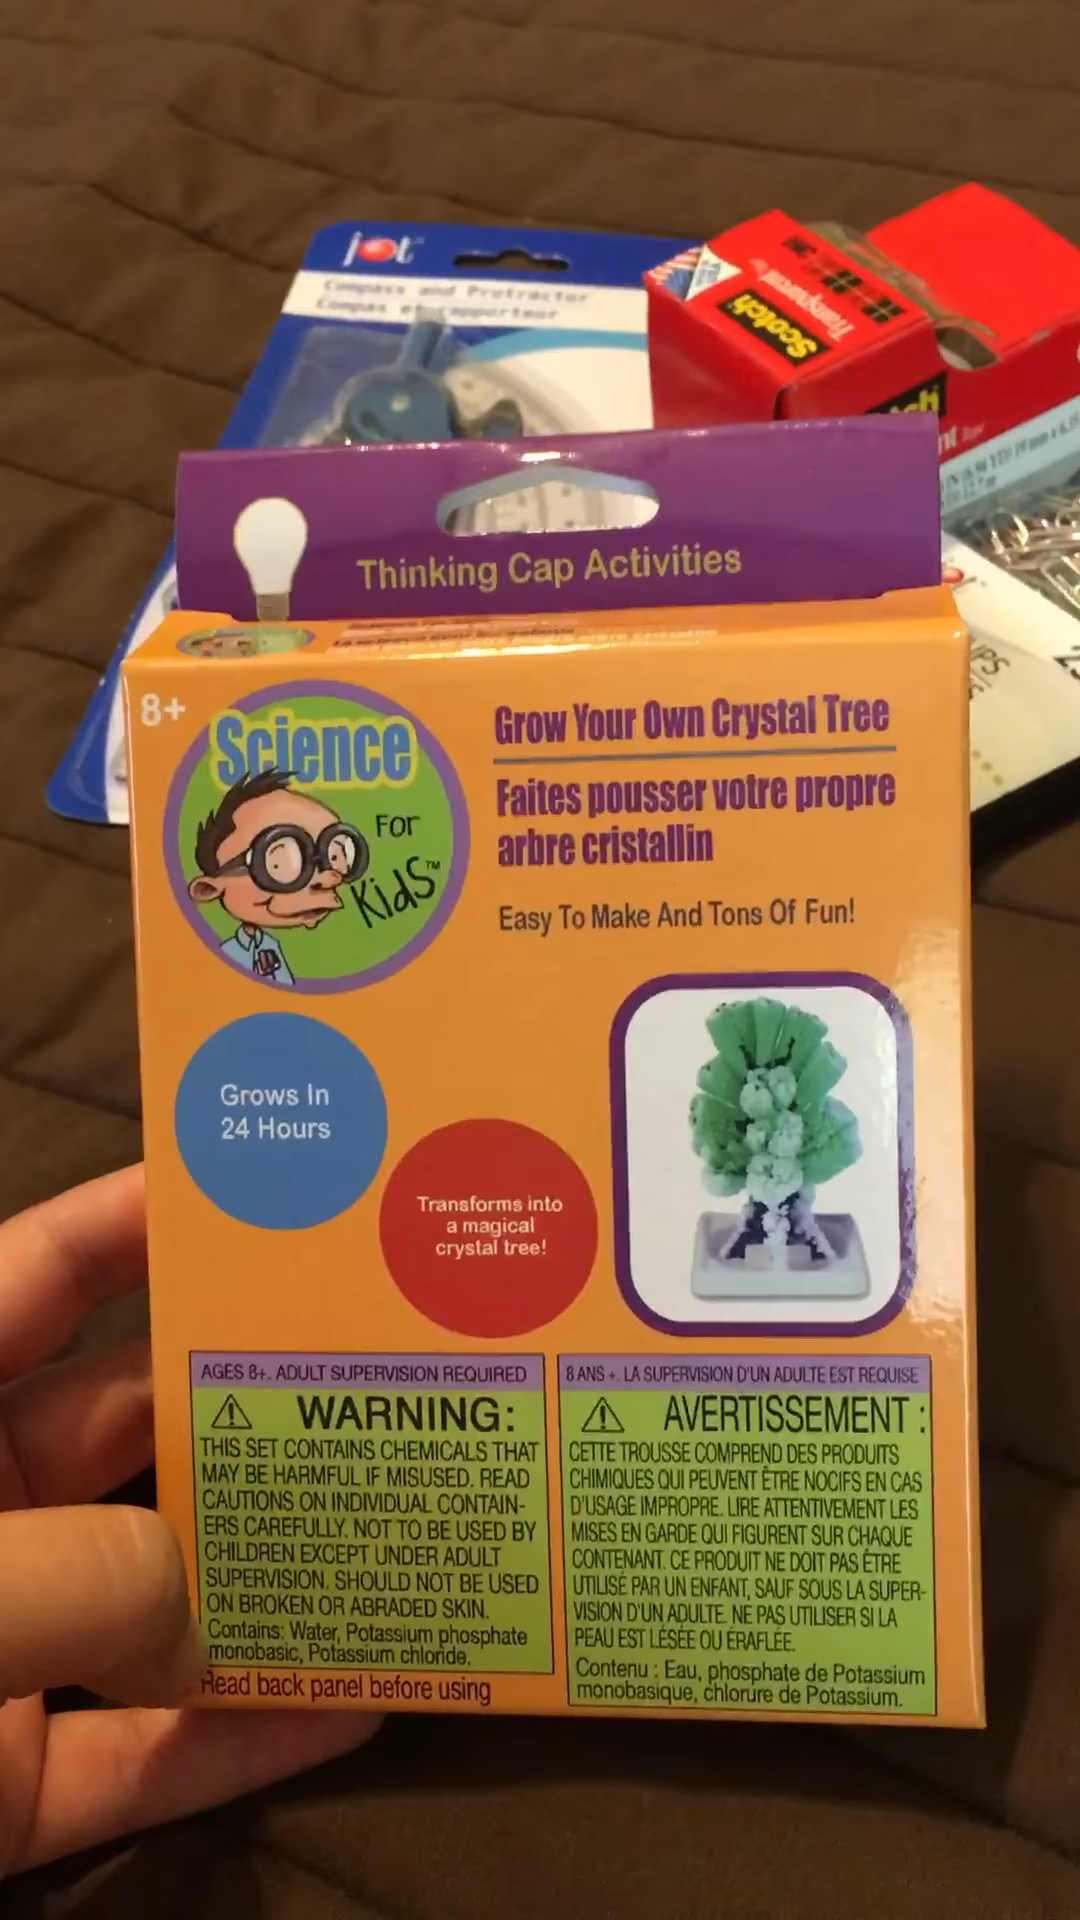 jot
Compass and Protractor
Compas et rapporteur
3M
Scotch
Transparent
Thinking Cap Activities
8+
Science
For
Kids™
Grow Your Own Crystal Tree
Faites pousser votre propre
arbre cristallin
Easy To Make And Tons Of Fun!
Grows In
24 Hours
Transforms into
a magical
crystal tree!
AGES 8+. ADULT SUPERVISION REQUIRED
WARNING:
THIS SET CONTAINS CHEMICALS THAT
MAY BE HARMFUL IF MISUSED. READ
CAUTIONS ON INDIVIDUAL CONTAIN-
ERS CAREFULLY. NOT TO BE USED BY
CHILDREN EXCEPT UNDER ADULT
SUPERVISION. SHOULD NOT BE USED
ON BROKEN OR ABRADED SKIN.
Contains: Water, Potassium phosphate
monobasic, Potassium chloride.
Read back panel before using
8 ANS +. LA SUPERVISION D'UN ADULTE EST REQUISE
AVERTISSEMENT :
CETTE TROUSSE COMPREND DES PRODUITS
CHIMIQUES QUI PEUVENT ÊTRE NOCIFS EN CAS
D'USAGE IMPROPRE. LIRE ATTENTIVEMENT LES
MISES EN GARDE QUI FIGURENT SUR CHAQUE
CONTENANT. CE PRODUIT NE DOIT PAS ÊTRE
UTILISÉ PAR UN ENFANT, SAUF SOUS LA SUPER-
VISION D'UN ADULTE. NE PAS UTILISER SI LA
PEAU EST LÉSÉE OU ÉRAFLÉE.
Contenu : Eau, phosphate de Potassium
monobasique, chlorure de Potassium.